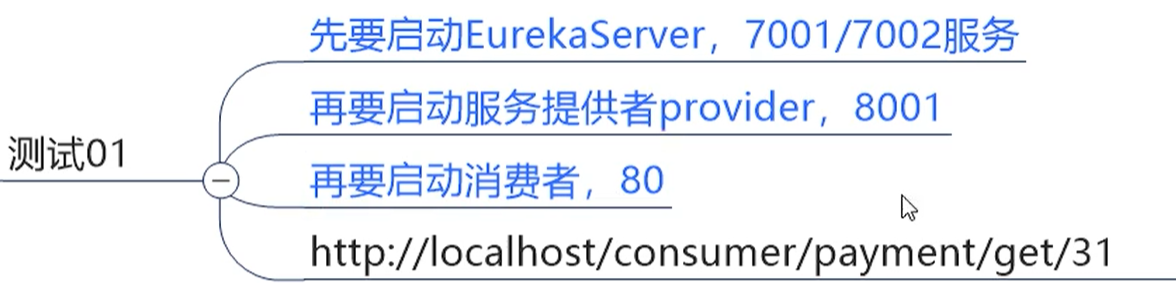 先要启动EurekaServer，7001/7002服务
再要启动服务提供者provider，8001
测试01
再要启动消费者，80
http://localhost/consumer/payment/get/31